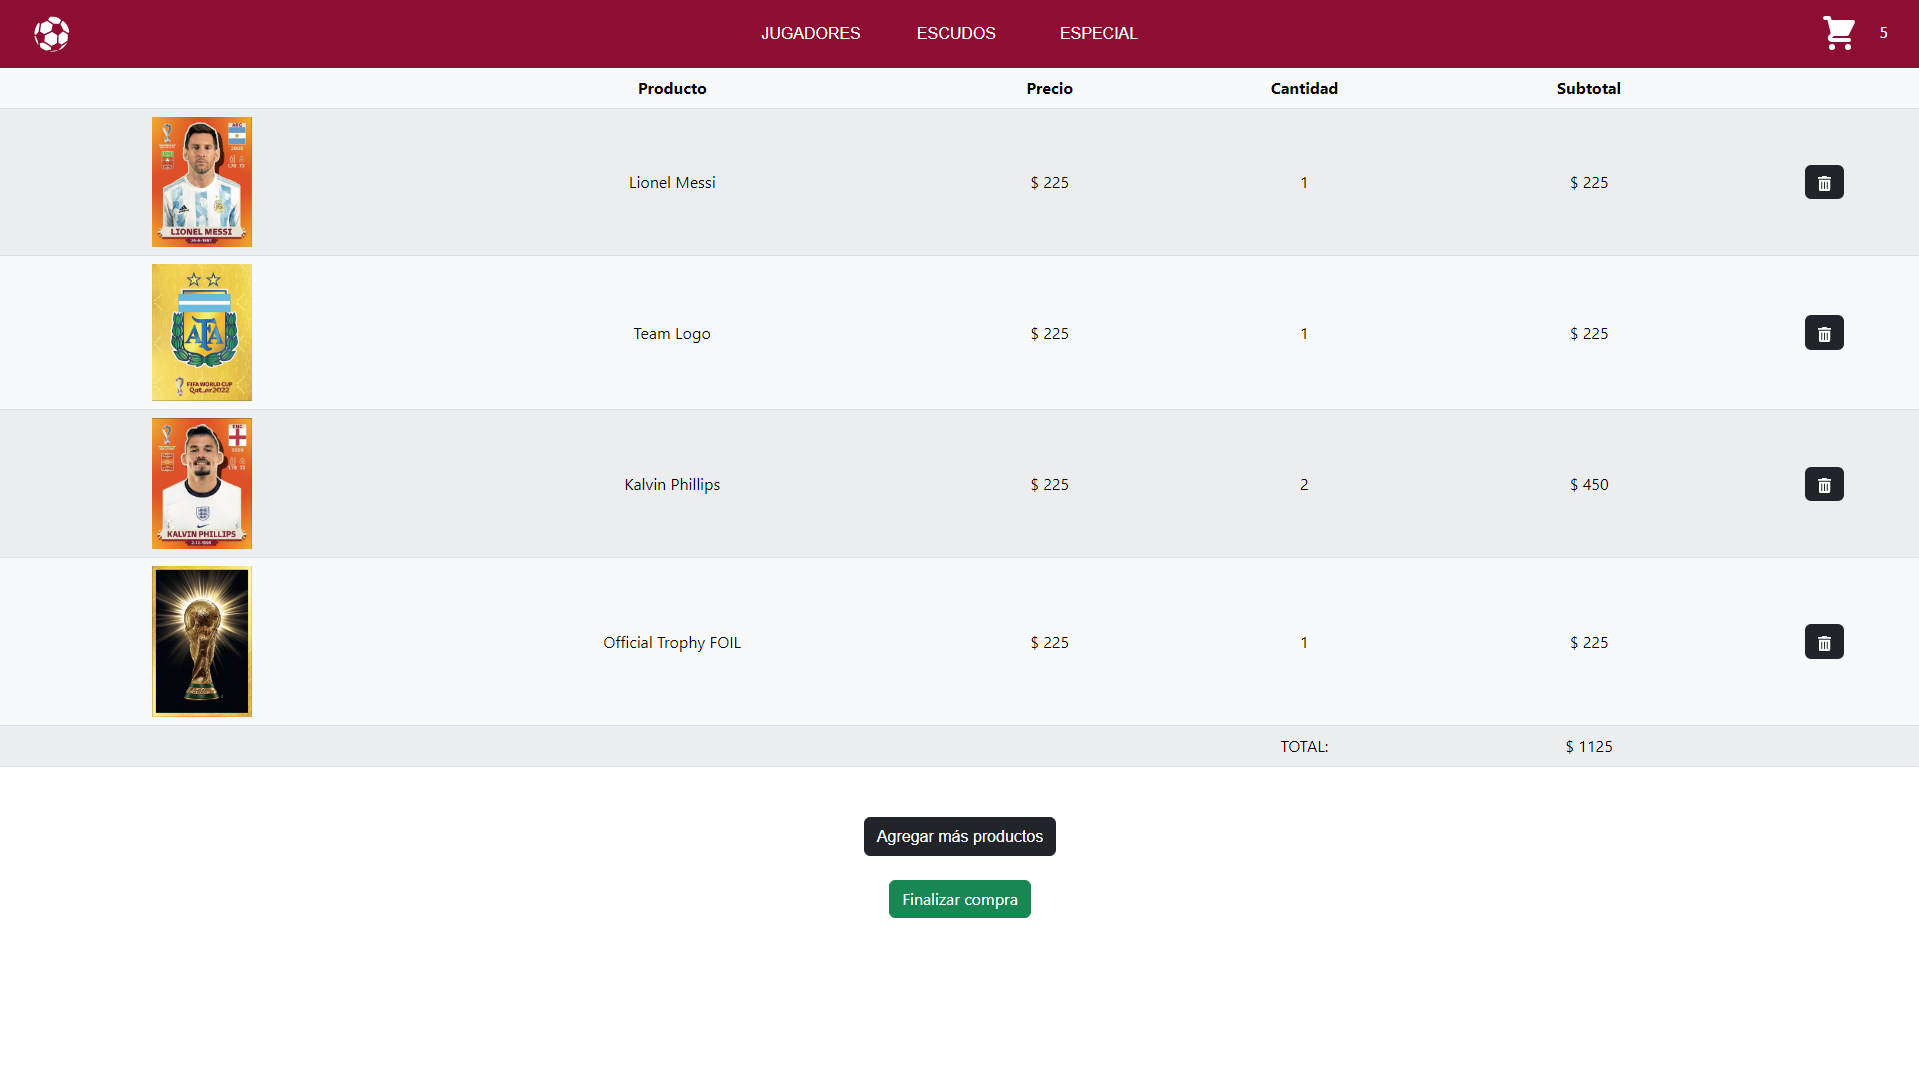 JUGADORES ESCUDOS ESPECIAL 5
Producto Precio Cantidad Subtotal
ARG
LIONEL MESSI
Lionel Messi $ 225 1 $ 225
AFA
FIFA WORLD CUP
Qatar2022
Team Logo $ 225 1 $ 225
ENG
KALVIN PHILLIPS
Kalvin Phillips $ 225 2 $ 450
Official Trophy FOIL $ 225 1 $ 225
TOTAL: $ 1125
Agregar más productos
Finalizar compra